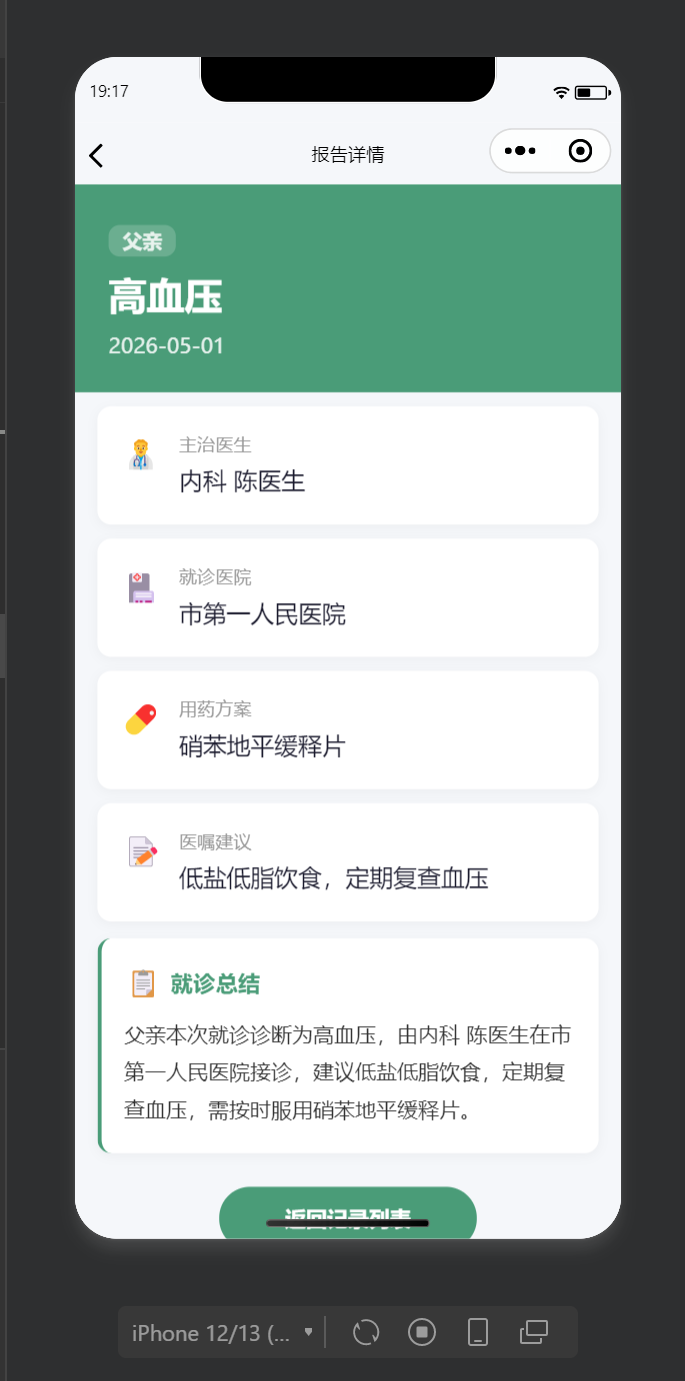 19:17
报告详情
父亲
高血压
2026-05-01
主治医生
内科 陈医生
就诊医院
市第一人民医院
用药方案
硝苯地平缓释片
医嘱建议
低盐低脂饮食，定期复查血压
就诊总结
父亲本次就诊诊断为高血压，由内科 陈医生在市
第一人民医院接诊，建议低盐低脂饮食，定期复
查血压，需按时服用硝苯地平缓释片。
返回记录列表
iPhone 12/13 (...